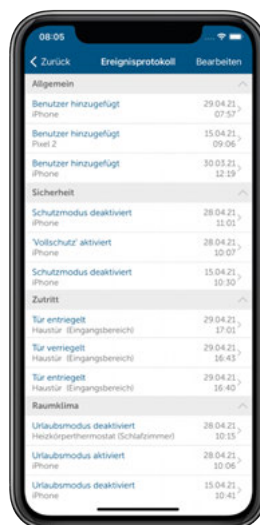 08:05
Zurück Ereignisprotokoll Bearbeiten
Allgemein
Benutzer hinzugefügt 29.04.21
iPhone 07:57
Benutzer hinzugefügt 15.04.21
Pixel 2 09:06
Benutzer hinzugefügt 30.03.21
iPhone 12:19
Sicherheit
Schutzmodus deaktiviert 28.04.21
iPhone 11:01
'Vollschutz' aktiviert 28.04.21
iPhone 10:07
Schutzmodus deaktiviert 15.04.21
iPhone 10:30
Zutritt
Tür entriegelt 29.04.21
Haustür (Eingangsbereich) 17:01
Tür verriegelt 29.04.21
Haustür (Eingangsbereich) 16:43
Tür entriegelt 29.04.21
Haustür (Eingangsbereich) 16:40
Raumklima
Urlaubsmodus deaktiviert 28.04.21
Heizkörperthermostat (Schlafzimmer) 10:15
Urlaubsmodus aktiviert 28.04.21
iPhone 10:06
Urlaubsmodus deaktiviert 15.04.21
iPhone 10:41